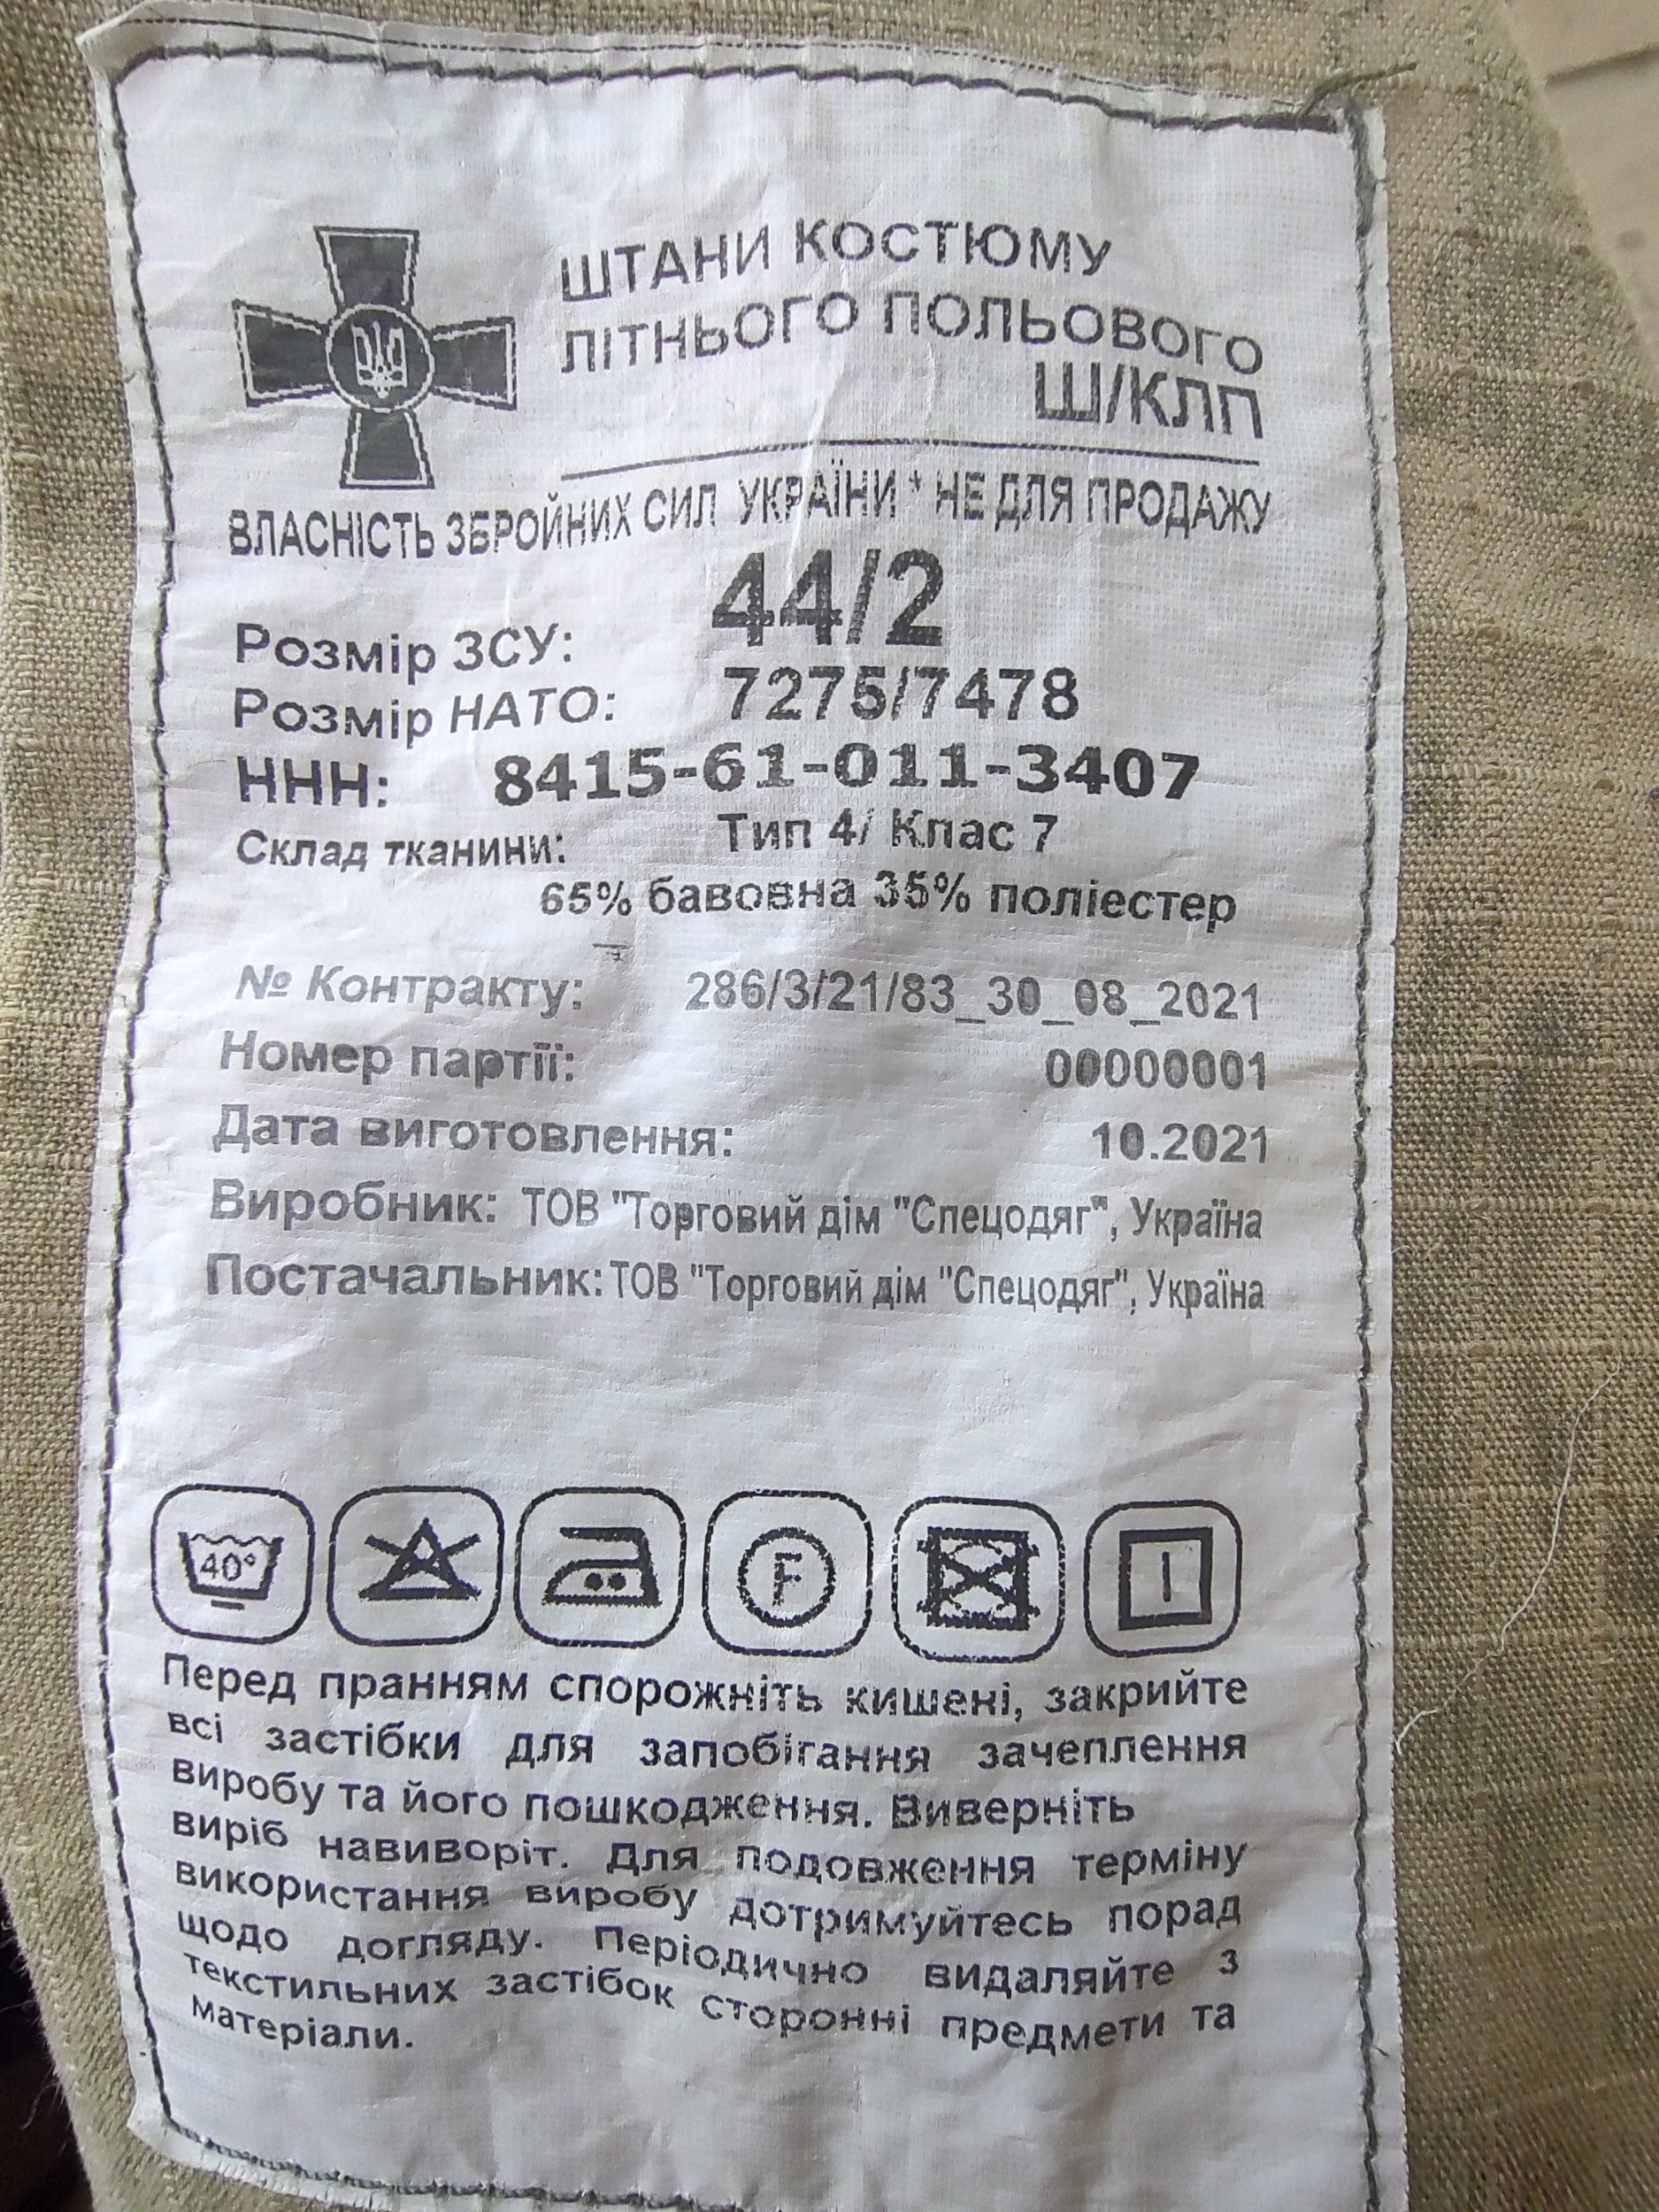 ШТАНИ КОСТЮМУ
ЛІТНЬОГО ПОЛЬОВОГО
Ш/КЛП
ВЛАСНІСТЬ ЗБРОЙНИХ СИЛ УКРАЇНИ * НЕ ДЛЯ ПРОДАЖУ
Розмір ЗСУ: 44/2
Розмір НАТО: 7275/7478
ННН: 8415-61-011-3407
Склад тканини: Тип 4/ Клас 7
65% бавовна 35% поліестер
№ Контракту: 286/3/21/83_30_08_2021
Номер партії: 00000001
Дата виготовлення: 10.2021
Виробник: ТОВ "Торговий дім "Спецодяг", Україна
Постачальник: ТОВ "Торговий дім "Спецодяг", Україна
40° F
Перед пранням спорожніть кишені, закрийте
всі застібки для запобігання зачеплення
виробу та його пошкодження. Виверніть
виріб навиворіт. Для подовження терміну
використання виробу дотримуйтесь порад
щодо догляду. Періодично видаляйте з
текстильних застібок сторонні предмети та
матеріали.